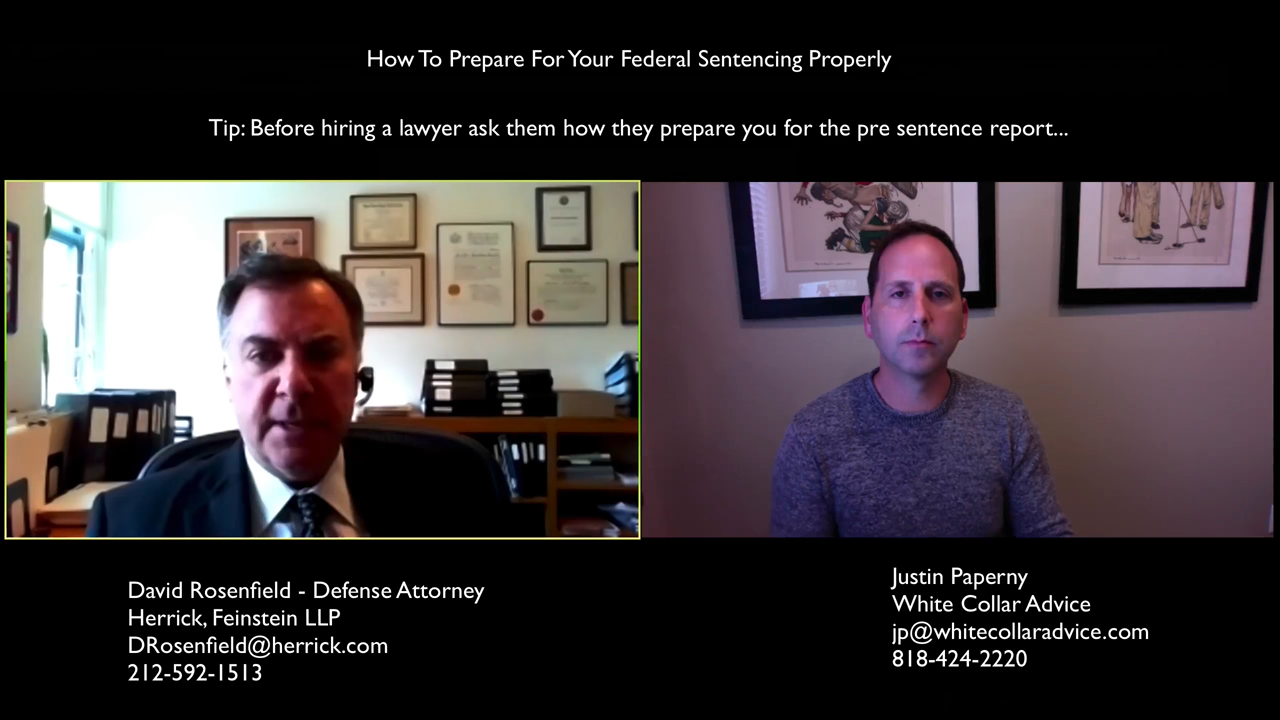 How To Prepare For Your Federal Sentencing Properly
Tip: Before hiring a lawyer ask them how they prepare you for the pre sentence report...
David Rosenfield - Defense Attorney
Herrick, Feinstein LLP
DRosenfield@herrick.com
212-592-1513
Justin Paperny
White Collar Advice
jp@whitecollaradvice.com
818-424-2220